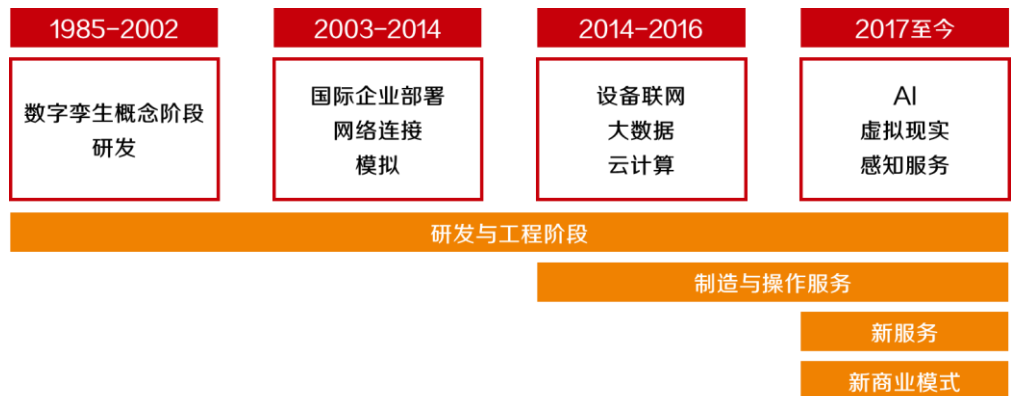 1985-2002
2003-2014
2014-2016
2017至今
数字孪生概念阶段
研发
国际企业部署
网络连接
模拟
设备联网
大数据
云计算
AI
虚拟现实
感知服务
研发与工程阶段
制造与操作服务
新服务
新商业模式